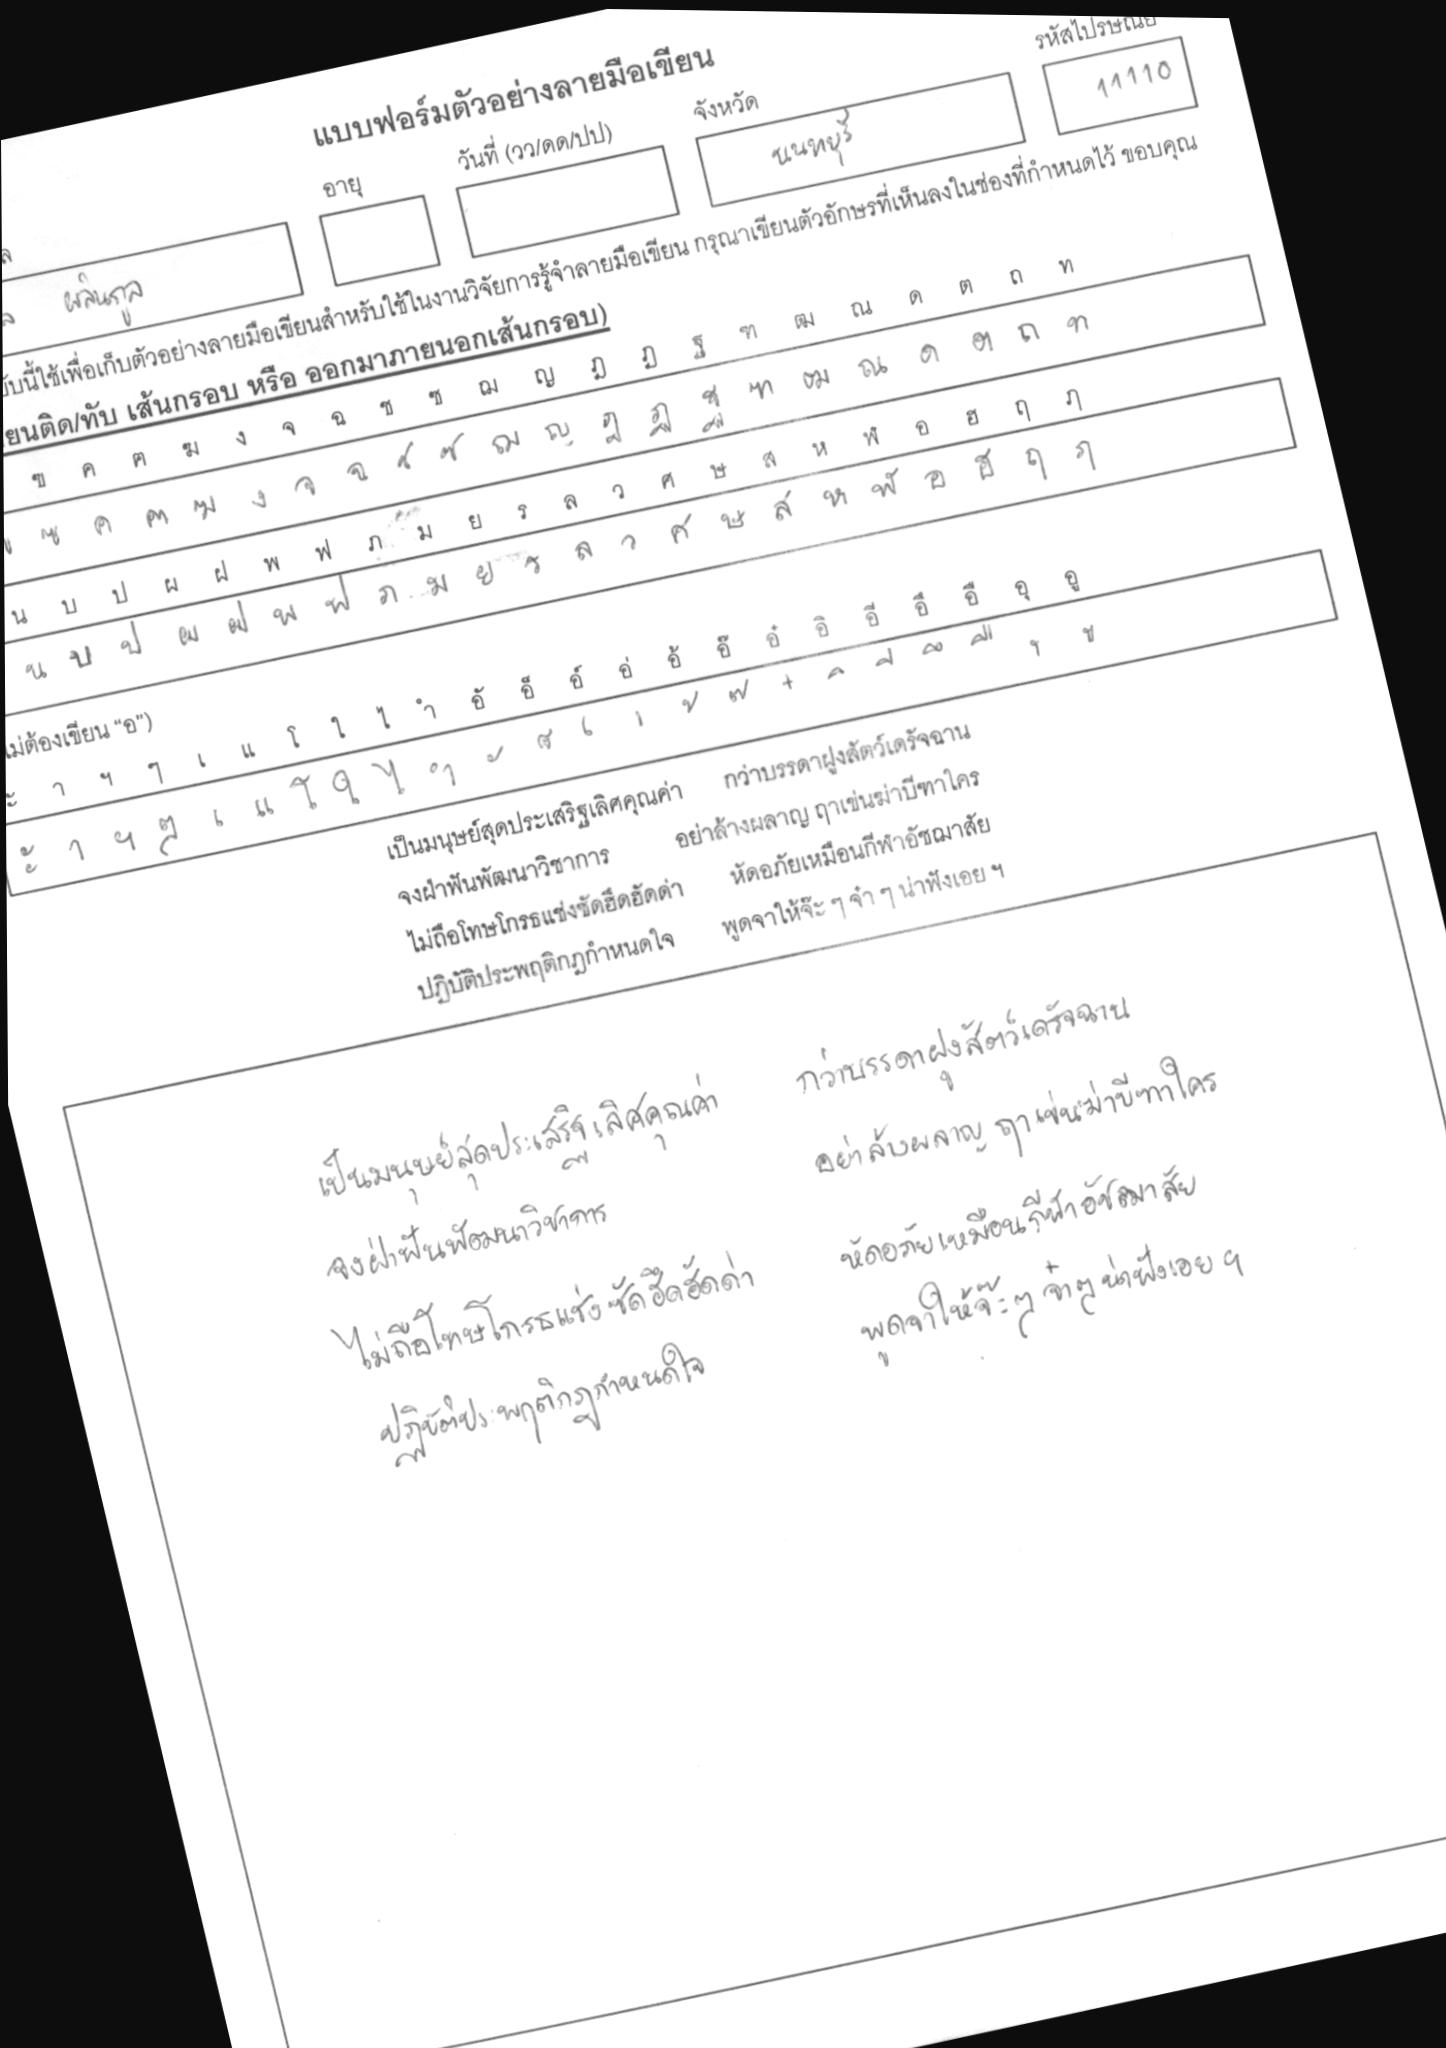 แบบฟอร์มตัวอย่างลายมือเขียน
อายุ วันที่ (วว/ดด/ปป) จังหวัด รหัสไปรษณีย์
ผลินกูล นนทบุรี 11110
บับนี้ใช้เพื่อเก็บตัวอย่างลายมือเขียนสำหรับใช้ในงานวิจัยการรู้จำลายมือเขียน กรุณาเขียนตัวอักษรที่เห็นลงในช่องที่กำหนดไว้ ขอบคุณ
ยนติด/ทับ เส้นกรอบ หรือ ออกมาภายนอกเส้นกรอบ)
ฃ ค ฅ ฆ ง จ ฉ ช ซ ฌ ญ ฎ ฏ ฐ ฑ ฒ ณ ด ต ถ ท
ข ฃ ค ฅ ฆ ง จ ฉ ช ซ ฌ ญ ฎ ฏ ฐ ฑ ฒ ณ ด ต ถ ท
น บ ป ผ ฝ พ ฟ ภ ม ย ร ล ว ศ ษ ส ห ฬ อ ฮ ฤ ฦ
น บ ป ผ ฝ พ ฟ ภ ม ย ร ล ว ศ ษ ส ห ฬ อ ฮ ฤ ฦ
ไม่ต้องเขียน “อ”)
ะ า ฯ ๆ เ แ โ ใ ไ ำ อั อ็ อ์ อ่ อ้ อ๊ อ๋ อิ อี อึ อื อุ อู
ะ า ฯ ๆ เ แ โ ใ ไ ำ ั ็ ์ ่ ้ ๊ ๋ ิ ี ึ ื ุ ู
เป็นมนุษย์สุดประเสริฐเลิศคุณค่า กว่าบรรดาฝูงสัตว์เดรัจฉาน
จงฝ่าฟันพัฒนาวิชาการ อย่าล้างผลาญ ฤาเข่นฆ่าบีฑาใคร
ไม่ถือโทษโกรธแช่งซัดฮึดฮัดด่า หัดอภัยเหมือนกีฬาอัชฌาสัย
ปฏิบัติประพฤติกฎกำหนดใจ พูดจาให้จ๊ะ ๆ จ๋า ๆ น่าฟังเอย ฯ
เป็นมนุษย์สุดประเสริฐเลิศคุณค่า กว่าบรรดาฝูงสัตว์เดรัจฉาน
จงฝ่าฟันพัฒนาวิชาการ อย่าล้างผลาญ ฤาเข่นฆ่าบีฑาใคร
ไม่ถือโทษโกรธแช่งซัดฮึดฮัดด่า หัดอภัยเหมือนกีฬาอัชฌาสัย
ปฏิบัติประพฤติกฎกำหนดใจ พูดจาให้จ๊ะๆ จ๋าๆ น่าฟังเอย ฯ